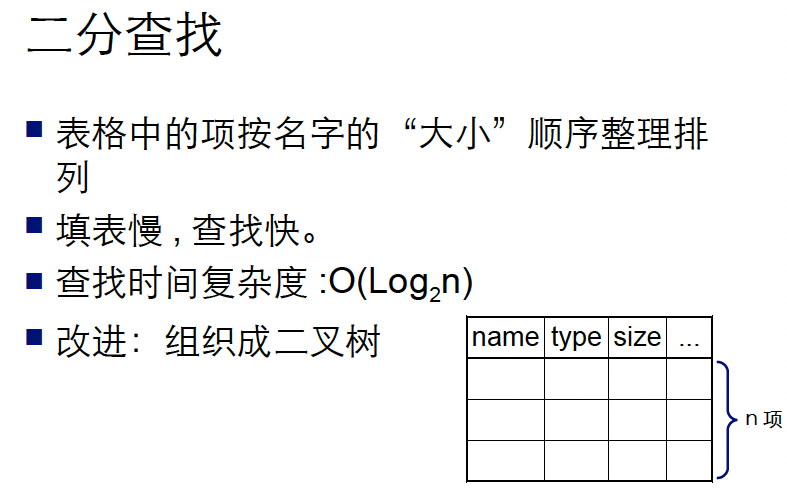 二分查找
表格中的项按名字的“大小”顺序整理排
列
填表慢 , 查找快。
查找时间复杂度 :O(Log₂n)
改进：组织成二叉树
name type size ...
n 项